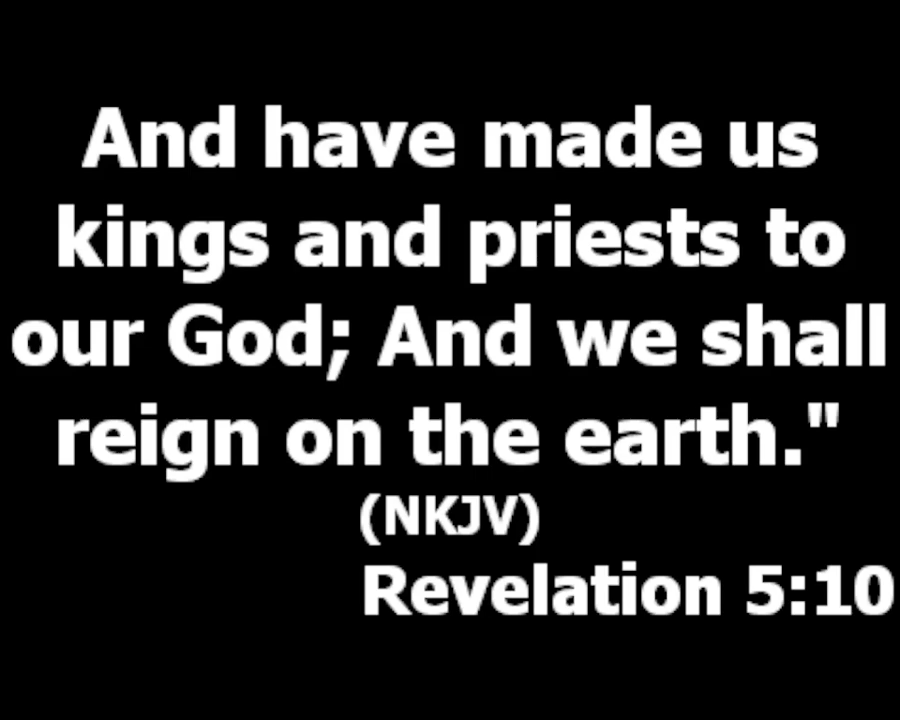 And have made us
kings and priests to
our God; And we shall
reign on the earth."
(NKJV)
Revelation 5:10